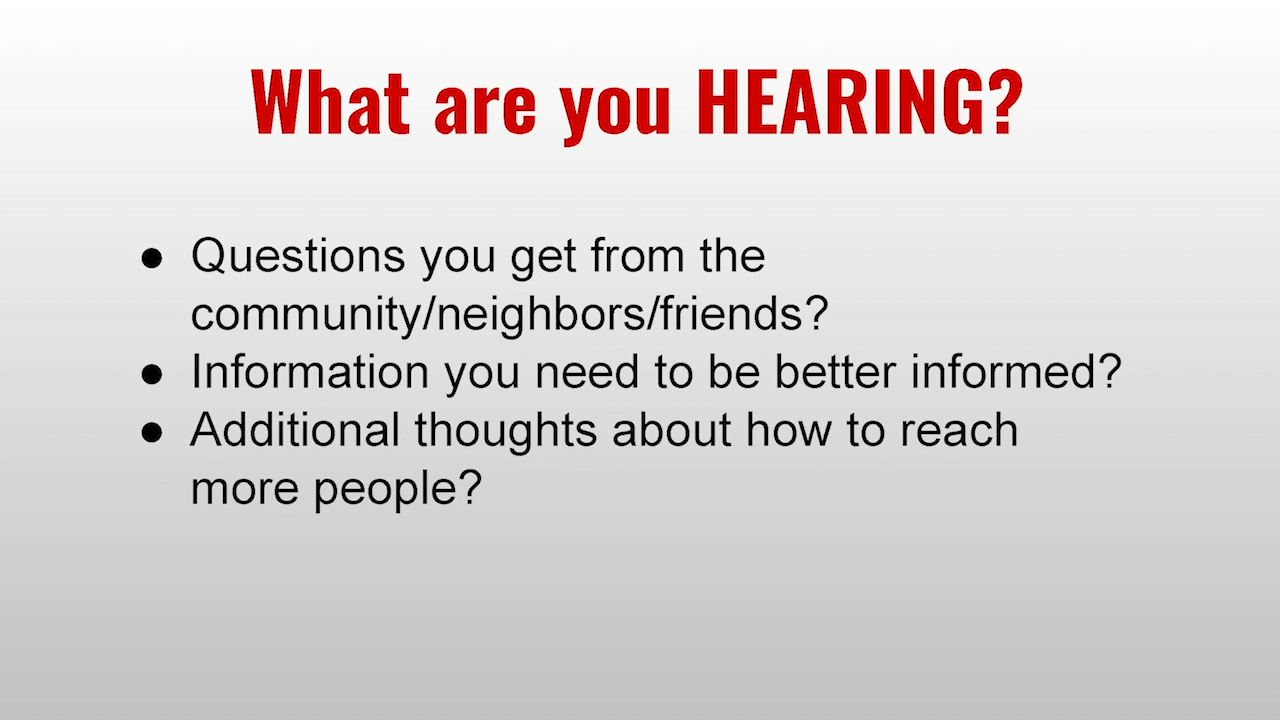 What are you HEARING?
● Questions you get from the
community/neighbors/friends?
● Information you need to be better informed?
● Additional thoughts about how to reach
more people?